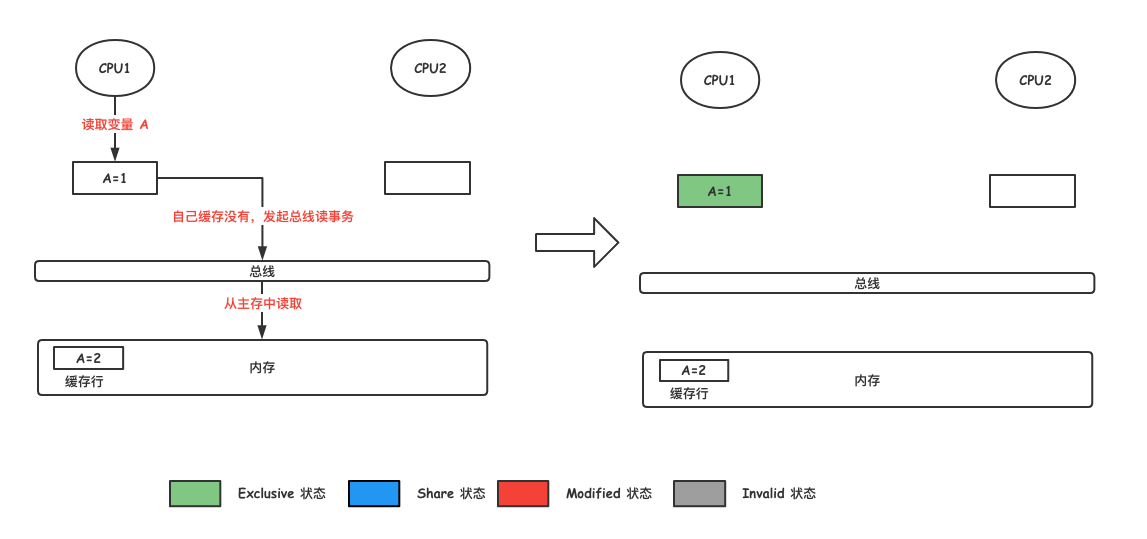 CPU1
CPU2
读取变量 A
A=1
自己缓存没有，发起总线读事务
总线
从主存中读取
A=2
内存
缓存行
CPU1
CPU2
A=1
总线
A=2
内存
缓存行
Exclusive 状态
Share 状态
Modified 状态
Invalid 状态